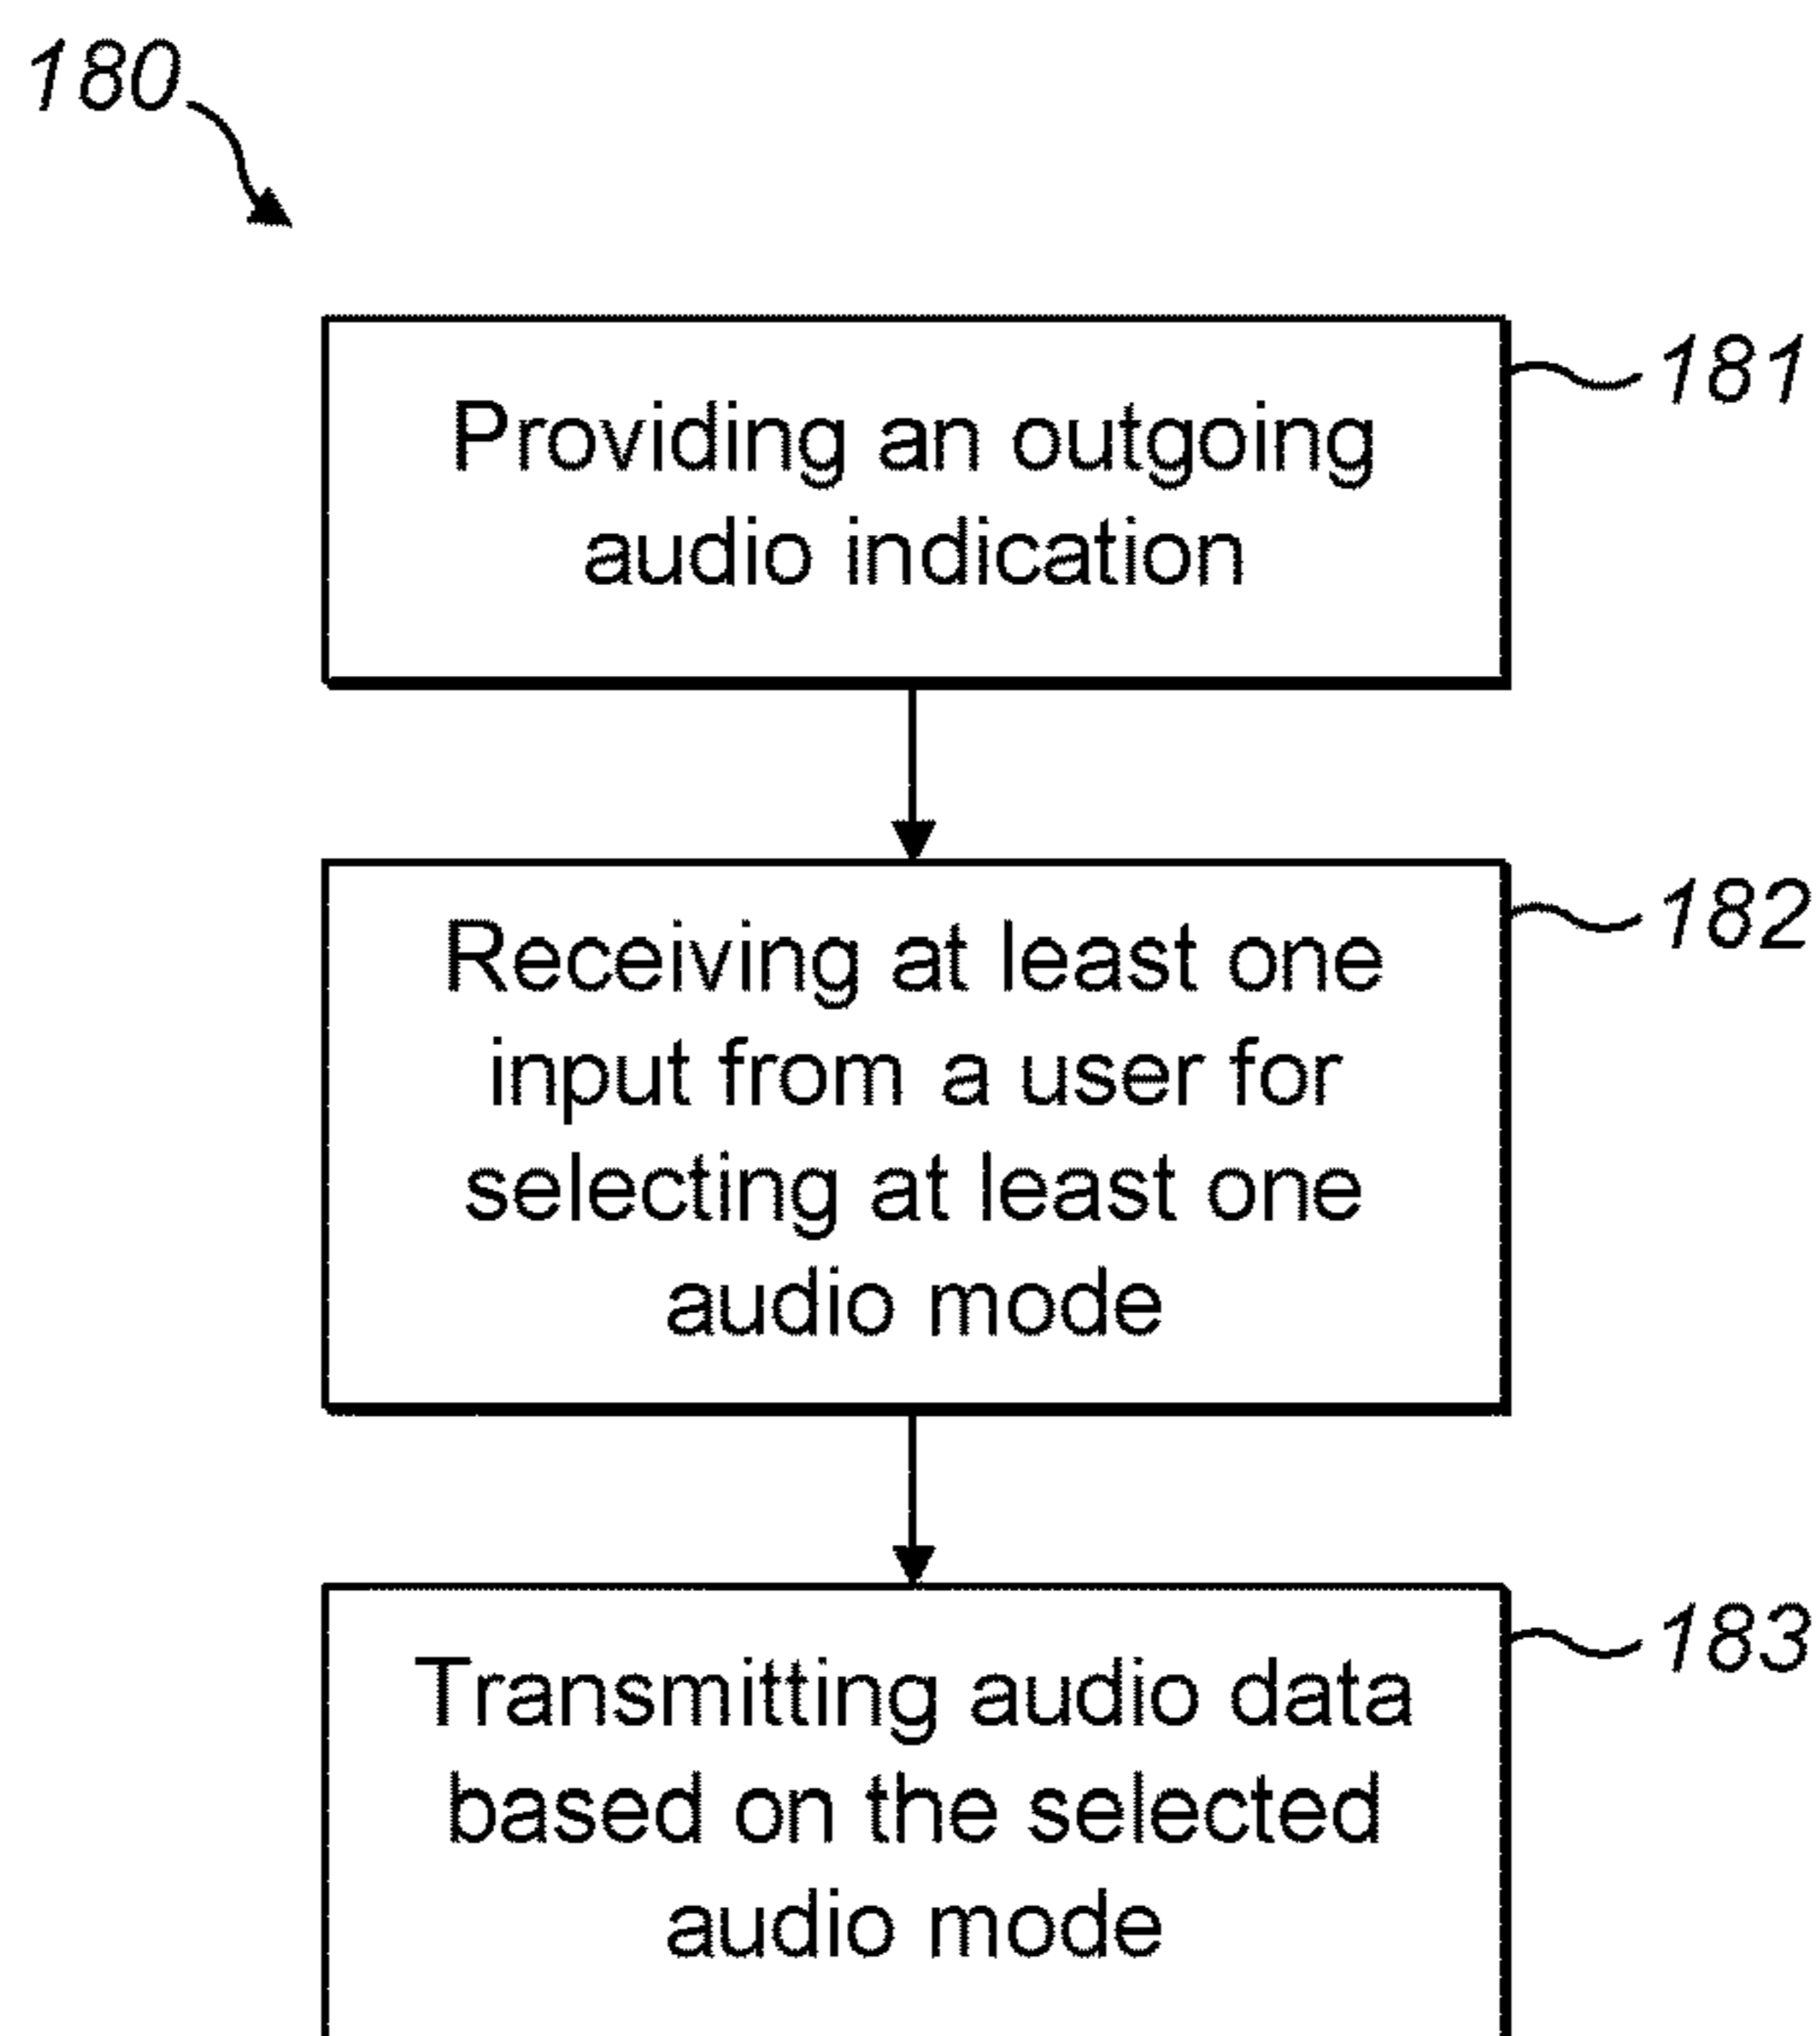 180
181
Providing an outgoing
audio indication
182
Receiving at least one
input from a user for
selecting at least one
audio mode
183
Transmitting audio data
based on the selected
audio mode